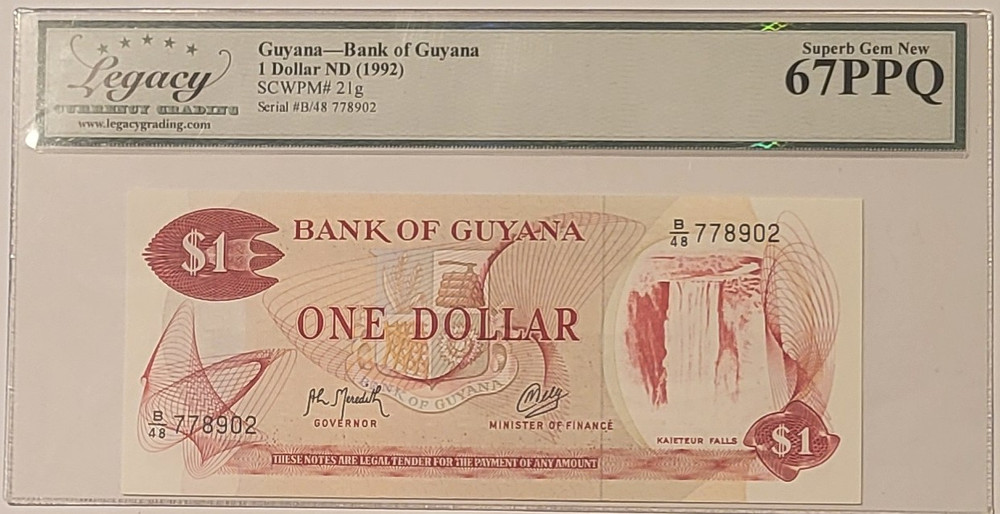 Legacy
CURRENCY GRADING
www.legacygrading.com
Guyana—Bank of Guyana
1 Dollar ND (1992)
SCWPM# 21g
Serial #B/48 778902
Superb Gem New
67PPQ
$1
BANK OF GUYANA
B/48 778902
ONE DOLLAR
BANK OF GUYANA
GOVERNOR
MINISTER OF FINANCE
B/48 778902
KAIETEUR FALLS
$1
THESE NOTES ARE LEGAL TENDER FOR THE PAYMENT OF ANY AMOUNT